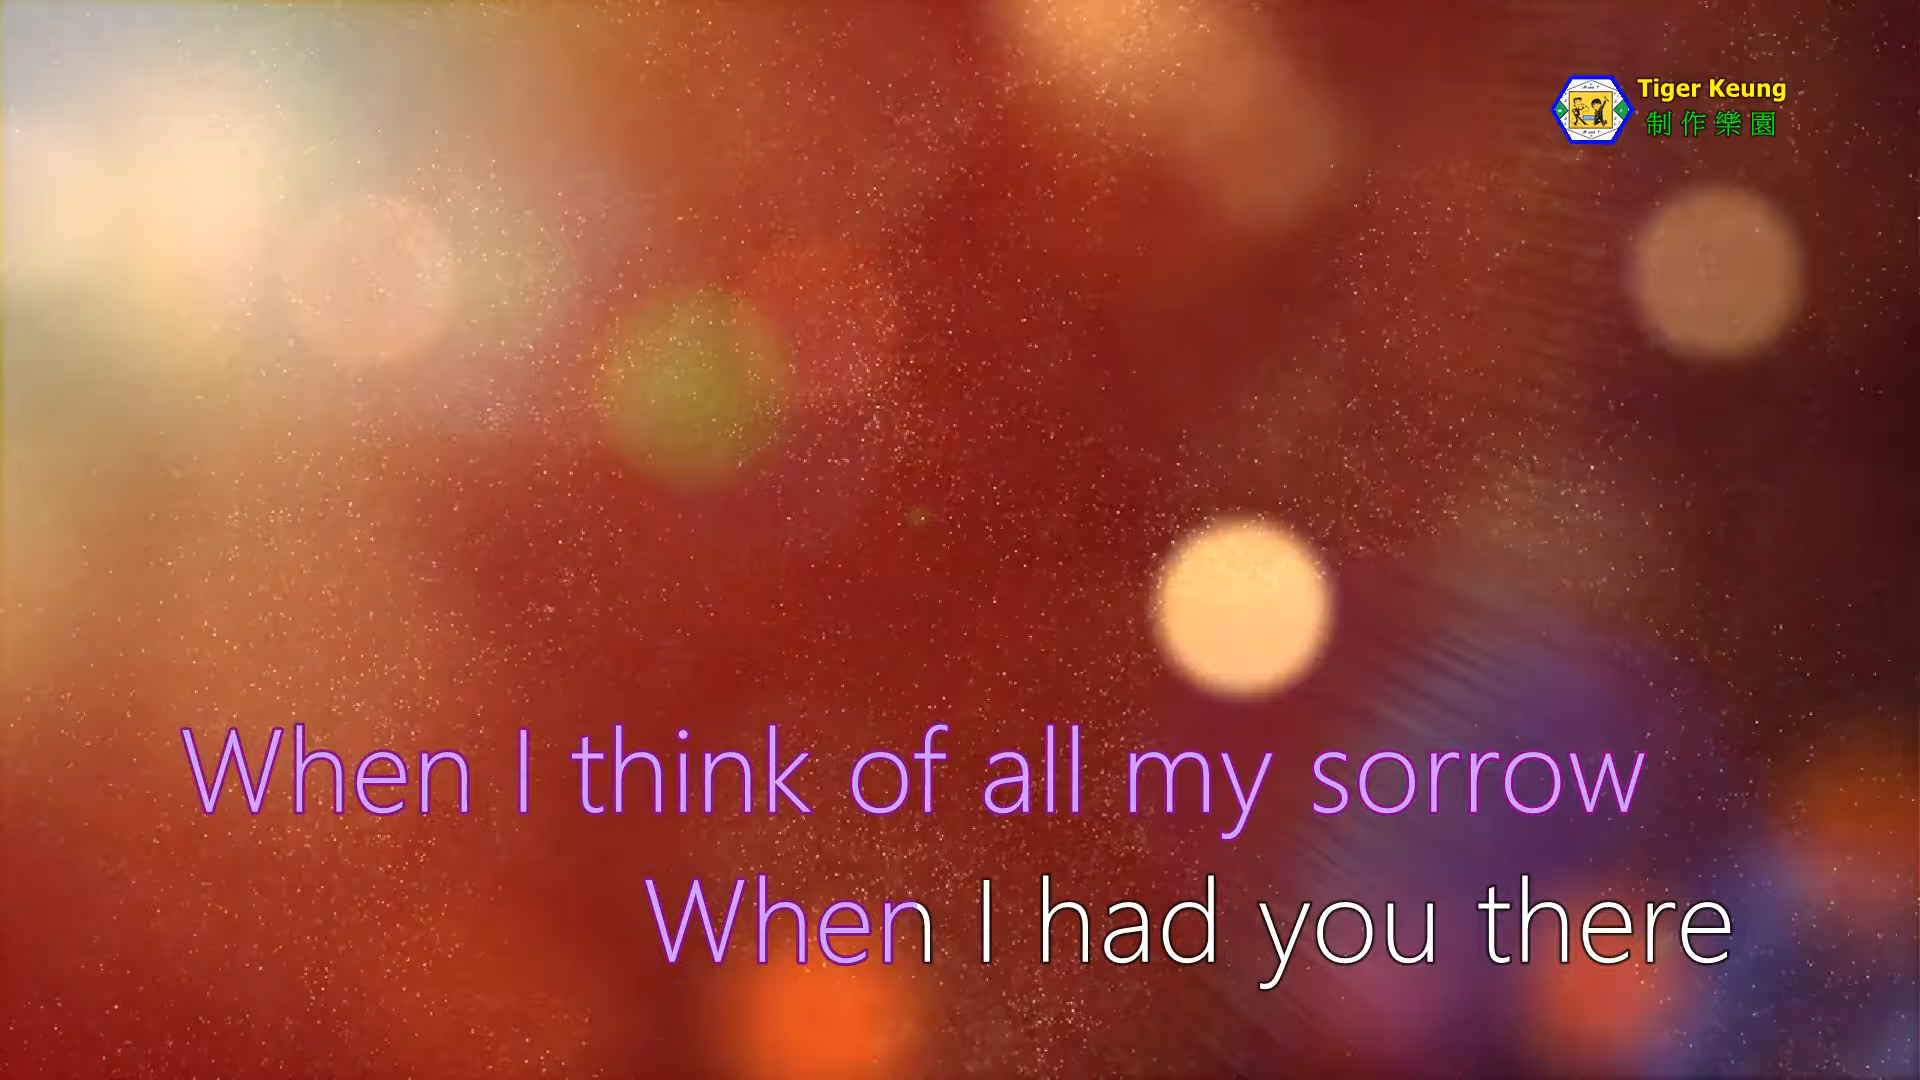 Tiger Keung
制作樂園
When I think of all my sorrow
When I had you there